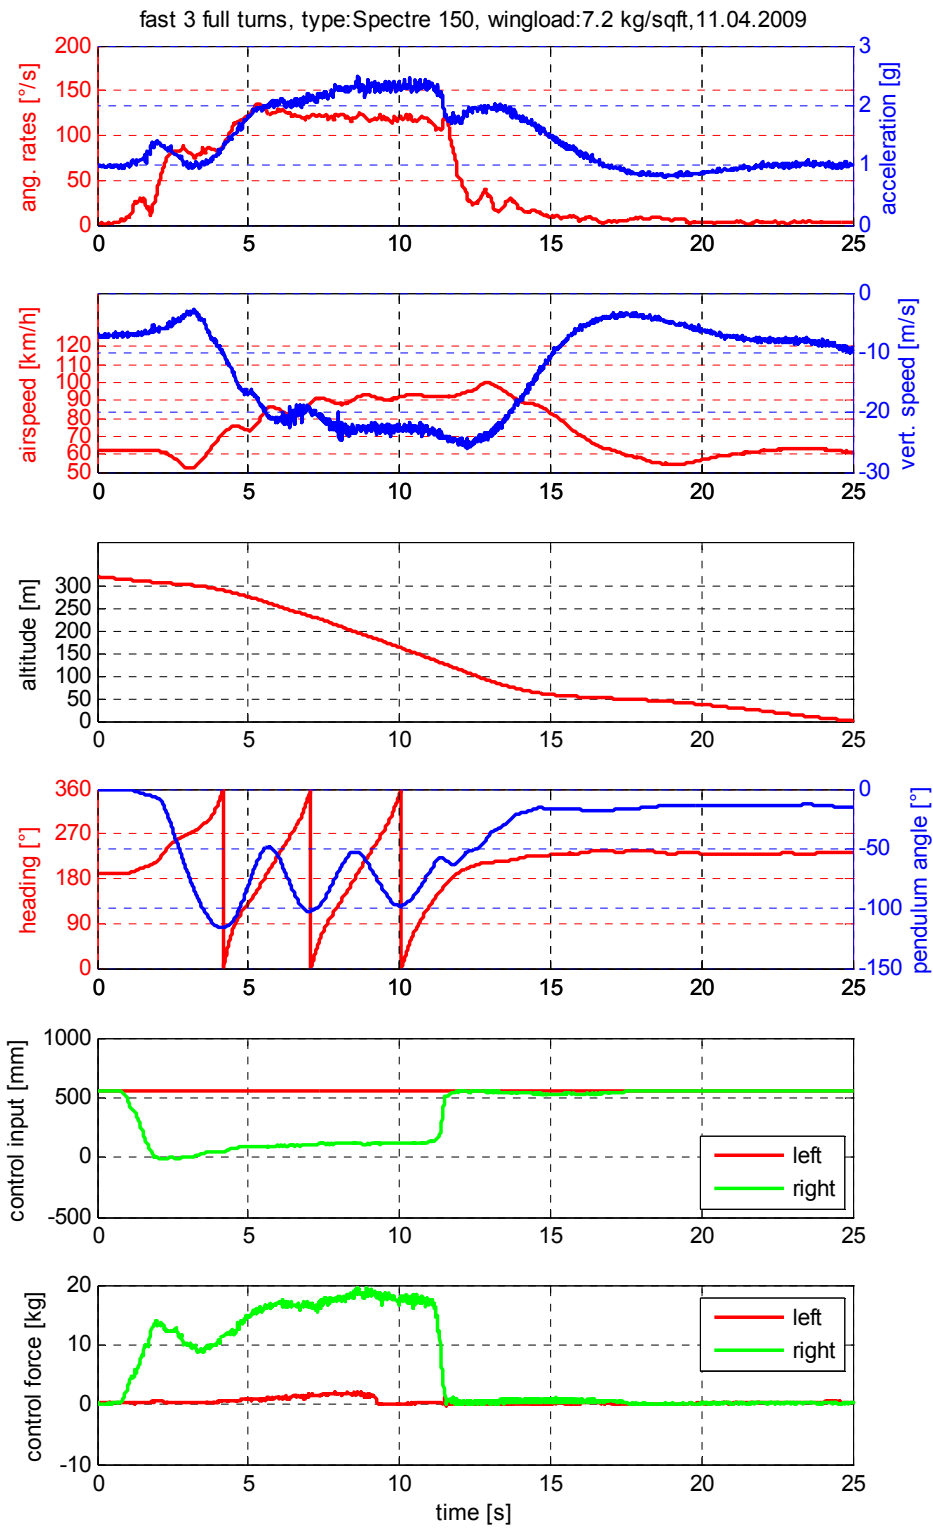 fast 3 full turns, type:Spectre 150, wingload:7.2 kg/sqft,11.04.2009
ang. rates [°/s]
200
150
100
50
0
acceleration [g]
3
2
1
0
0 5 10 15 20 25
airspeed [km/h]
120
110
100
90
80
70
60
50
vert. speed [m/s]
0
-10
-20
-30
0 5 10 15 20 25
altitude [m]
300
250
200
150
100
50
0
0 5 10 15 20 25
heading [°]
360
270
180
90
0
pendulum angle [°]
0
-50
-100
-150
0 5 10 15 20 25
control input [mm]
1000
500
0
-500
left
right
0 5 10 15 20 25
control force [kg]
20
10
0
-10
left
right
0 5 10 15 20 25
time [s]